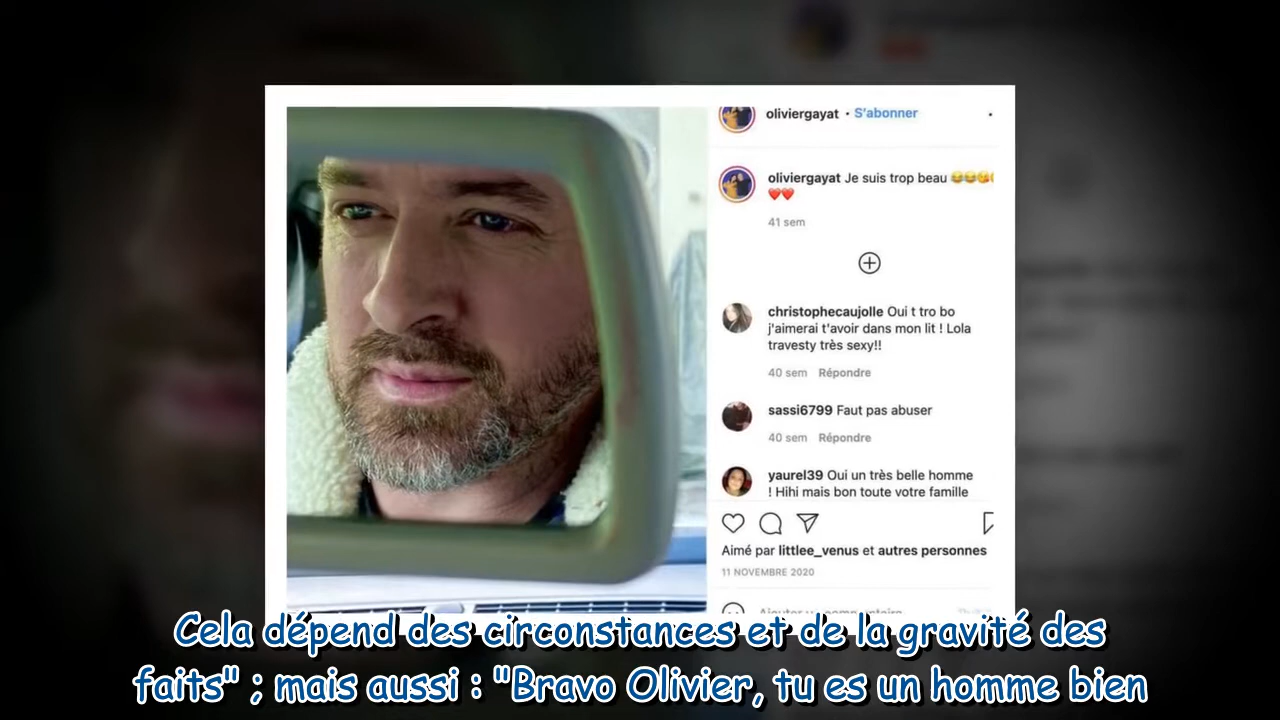 oliviergayat • S'abonner
oliviergayat Je suis trop beau 😂😂😘
❤️❤️
41 sem
christophecaujolle Oui t tro bo
j'aimerai t'avoir dans mon lit ! Lola
travesty très sexy!!
40 sem Répondre
sassi6799 Faut pas abuser
40 sem Répondre
yaurel39 Oui un très belle homme
! Hihi mais bon toute votre famille
Aimé par littlee_venus et autres personnes
11 NOVEMBRE 2020
Cela dépend des circonstances et de la gravité des
faits" ; mais aussi : "Bravo Olivier, tu es un homme bien